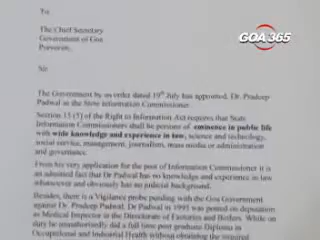 To
GOA365
The Chief Secretary
Government of Goa
Porvorim,
Sir
The Government by an order dated 19th July has appointed, Dr. Pradeep
Padwal as the State Information Commissioner.
Section 15 (5) of the Right to Information Act requires that State
Information Commissioners shall be persons of eminence in public life
with wide knowledge and experience in law, science and technology,
social service, management, journalism, mass media or administration
and governance.
From his very application for the post of Information Commissioner it is
an admitted fact that Dr Padwal has no knowledge and experience in law
whatsoever and obviously has no judicial background.
Besides, there is a Vigilance probe pending with the Goa Government
against Dr. Pradeep Padwal. Dr Padwal in 1995 was posted on deputation
as Medical Inspector in the Directorate of Factories and Boilers. While on
duty he unauthorisedly did a full time post graduate Diploma in
Occupational and Industrial Health without obtaining the